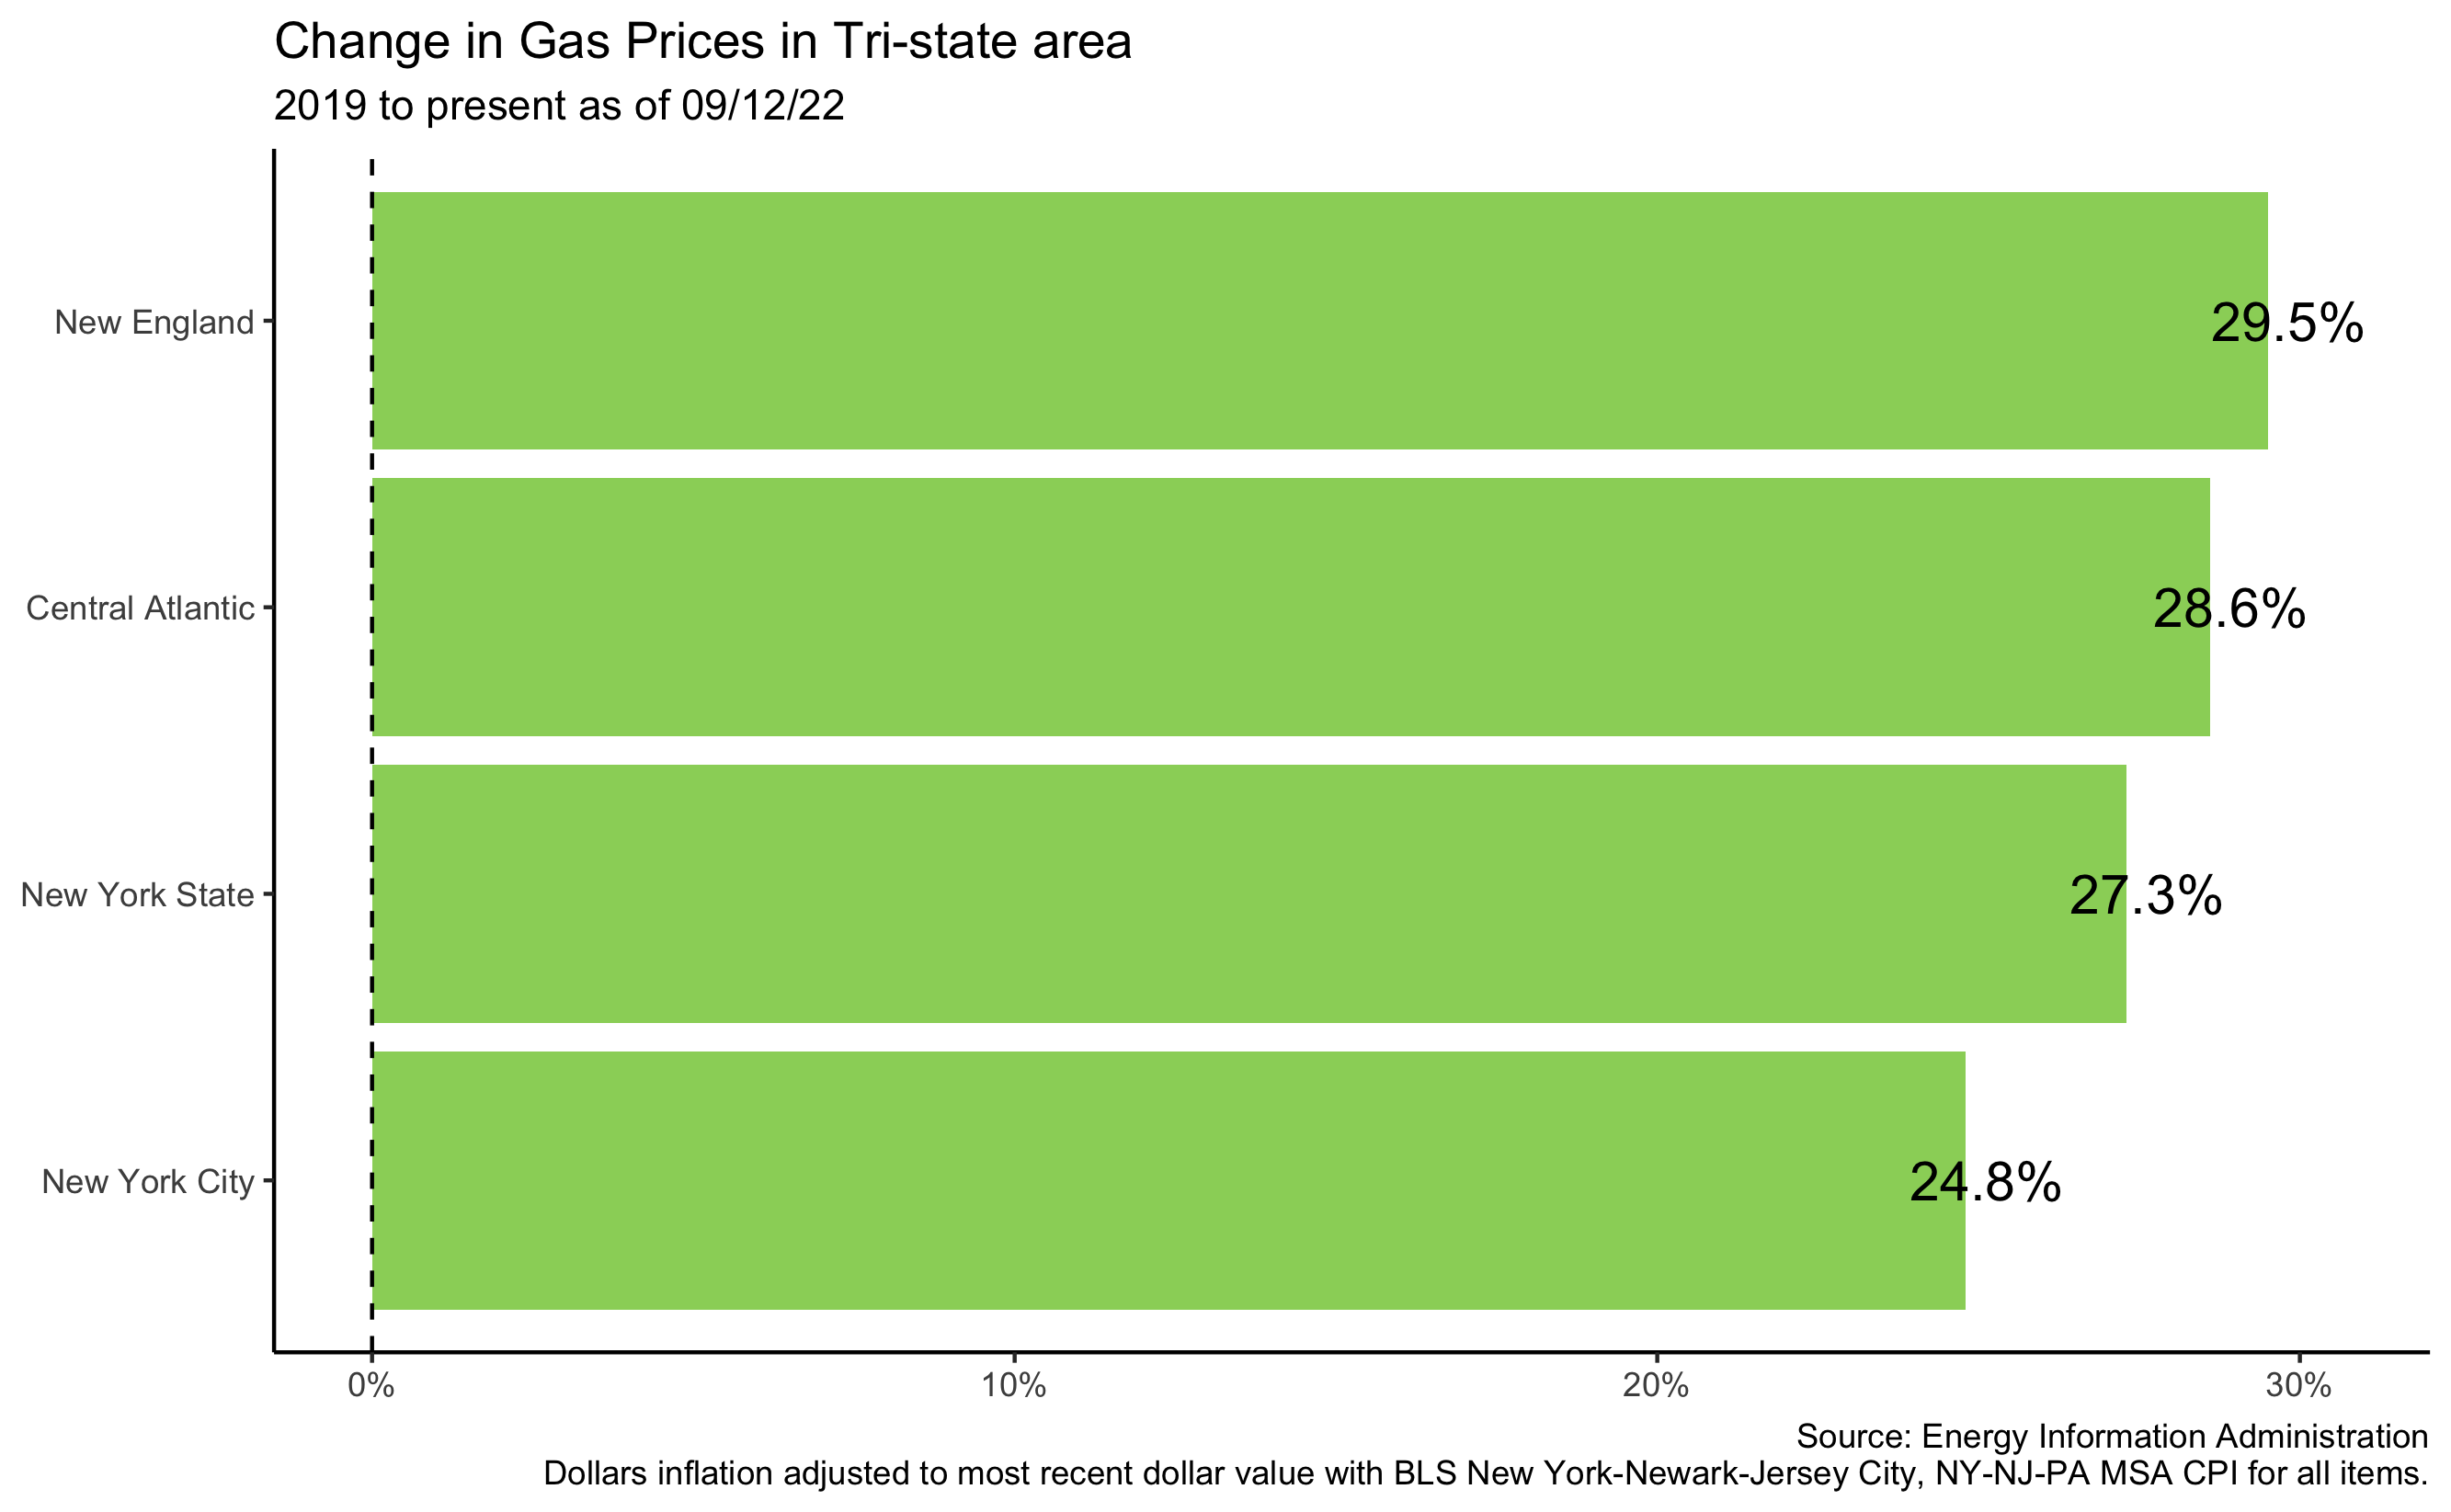 Change in Gas Prices in Tri-state area
2019 to present as of 09/12/22
New England
29.5%
Central Atlantic
28.6%
New York State
27.3%
New York City
24.8%
0%
10%
20%
30%
Source: Energy Information Administration
Dollars inflation adjusted to most recent dollar value with BLS New York-Newark-Jersey City, NY-NJ-PA MSA CPI for all items.